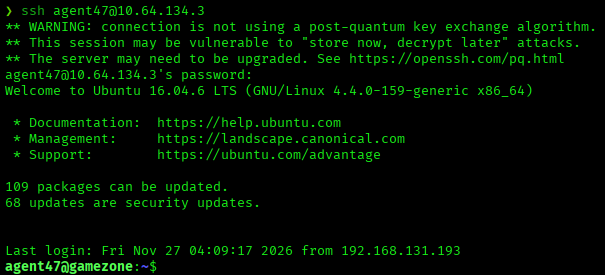 ❯ ssh agent47@10.64.134.3
** WARNING: connection is not using a post-quantum key exchange algorithm.
** This session may be vulnerable to "store now, decrypt later" attacks.
** The server may need to be upgraded. See https://openssh.com/pq.html
agent47@10.64.134.3's password:
Welcome to Ubuntu 16.04.6 LTS (GNU/Linux 4.4.0-159-generic x86_64)
* Documentation:  https://help.ubuntu.com
* Management:     https://landscape.canonical.com
* Support:        https://ubuntu.com/advantage
109 packages can be updated.
68 updates are security updates.
Last login: Fri Nov 27 04:09:17 2026 from 192.168.131.193
agent47@gamezone:~$